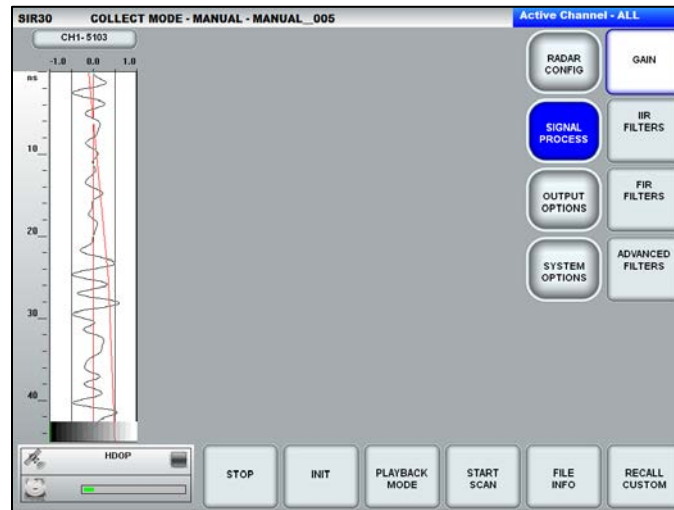 SIR30 COLLECT MODE - MANUAL - MANUAL__005
Active Channel - ALL
CH1- 5103
-1.0 0.0 1.0
ns
10
20
30
40
RADAR
CONFIG
GAIN
SIGNAL
PROCESS
IIR
FILTERS
OUTPUT
OPTIONS
FIR
FILTERS
SYSTEM
OPTIONS
ADVANCED
FILTERS
HDOP
STOP
INIT
PLAYBACK
MODE
START
SCAN
FILE
INFO
RECALL
CUSTOM